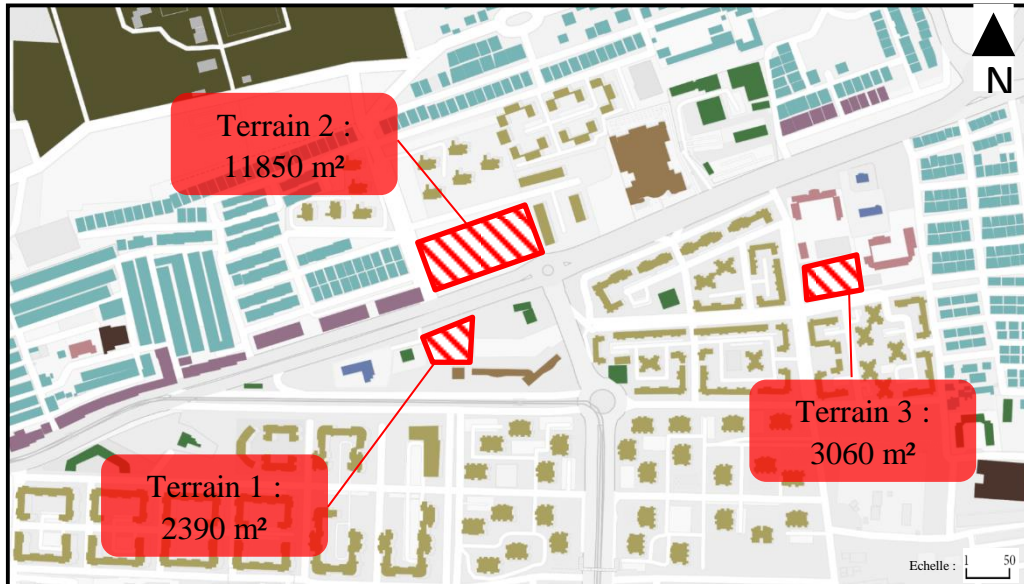 N
Terrain 2 :
11850 m²
Terrain 3 :
3060 m²
Terrain 1 :
2390 m²
Echelle : 1 50